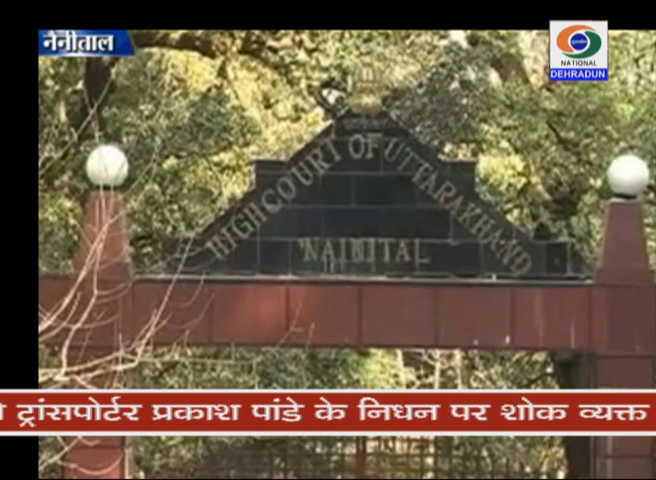 नैनीताल
NATIONAL
DEHRADUN
HIGH COURT OF UTTARAKHAND
NAINITAL
ट्रांसपोर्टर प्रकाश पांडे के निधन पर शोक व्यक्त